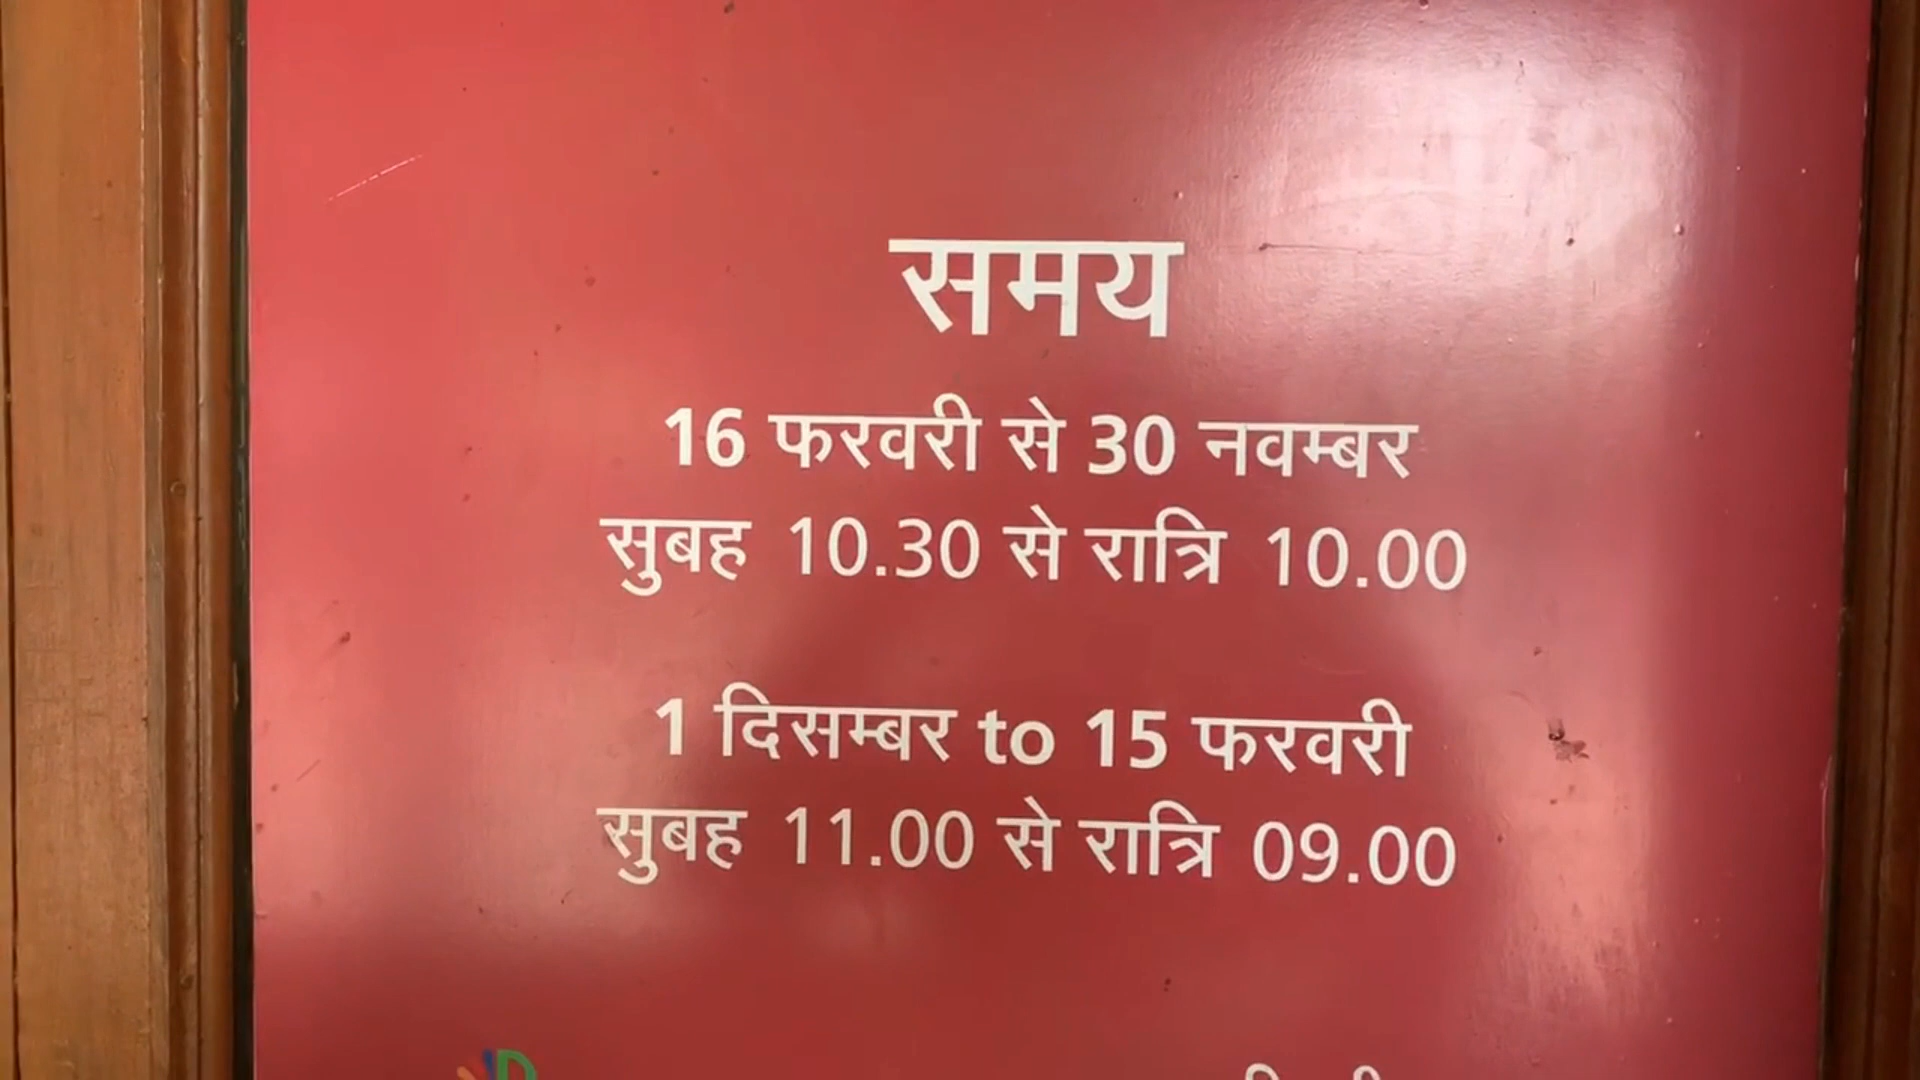 समय
16 फरवरी से 30 नवम्बर
सुबह 10.30 से रात्रि 10.00
1 दिसम्बर to 15 फरवरी
सुबह 11.00 से रात्रि 09.00